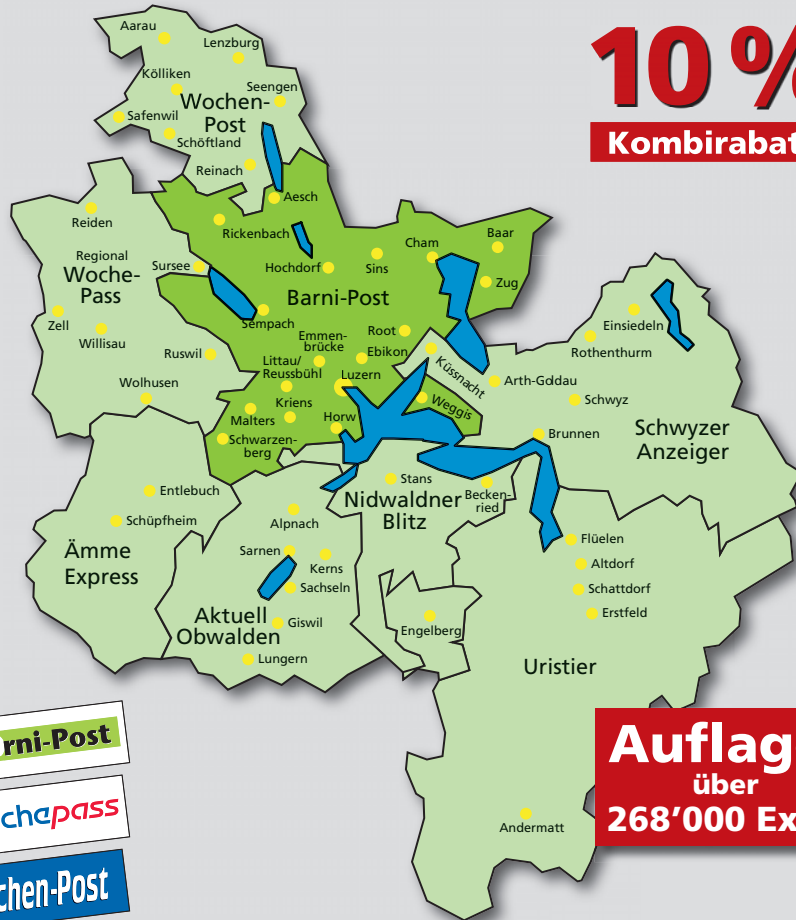 Aarau
Lenzburg
Kölliken
Seengen
Wochen-
Post
Safenwil
Schöftland
Reinach
Aesch
10 %
Kombirabat
Reiden
Rickenbach
Regional
Woche-
Pass
Sursee
Hochdorf
Sins
Cham
Baar
Zug
Barni-Post
Zell
Willisau
Sempach
Ruswil
Wolhusen
Emmen-
brücke
Root
Ebikon
Littau/
Reussbühl
Luzern
Kriens
Malters
Horw
Schwarzen-
berg
Küssnacht
Weggis
Einsiedeln
Rothenthurm
Arth-Goldau
Schwyz
Brunnen
Schwyzer
Anzeiger
Entlebuch
Schüpfheim
Ämme
Express
Stans
Nidwaldner
Blitz
Becken-
ried
Alpnach
Sarnen
Kerns
Sachseln
Aktuell
Obwalden
Giswil
Lungern
Engelberg
Flüelen
Altdorf
Schattdorf
Erstfeld
Uristier
Andermatt
rni-Post
chepass
chen-Post
Auflag
über
268’000 Ex